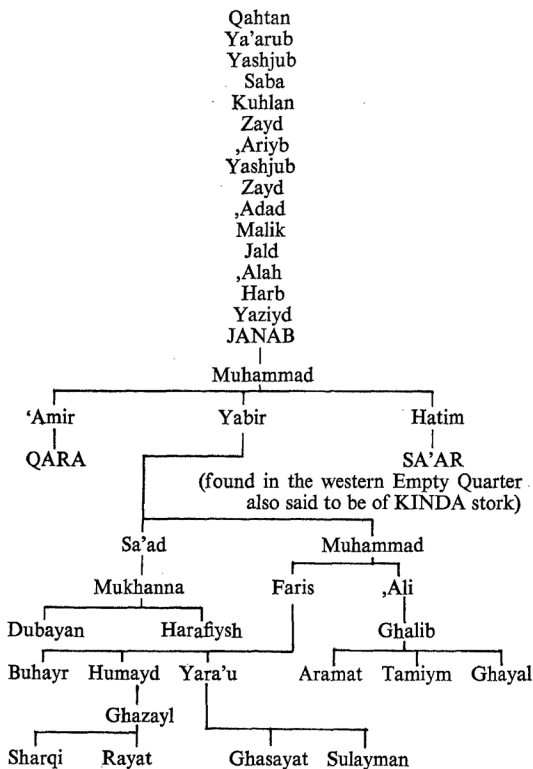 Qahtan
Ya'arub
Yashjub
Saba
Kuhlan
Zayd
,Ariyb
Yashjub
Zayd
,Adad
Malik
Jald
,Alah
Harb
Yaziyd
JANAB
Muhammad
'Amir Yabir Hatim
QARA SA'AR
(found in the western Empty Quarter
also said to be of KINDA stork)
Sa'ad Muhammad
Mukhanna Faris ,Ali
Dubayan Harafiysh Ghalib
Buhayr Humayd Yara'u Aramat Tamiym Ghayal
Ghazayl
Sharqi Rayat Ghasayat Sulayman